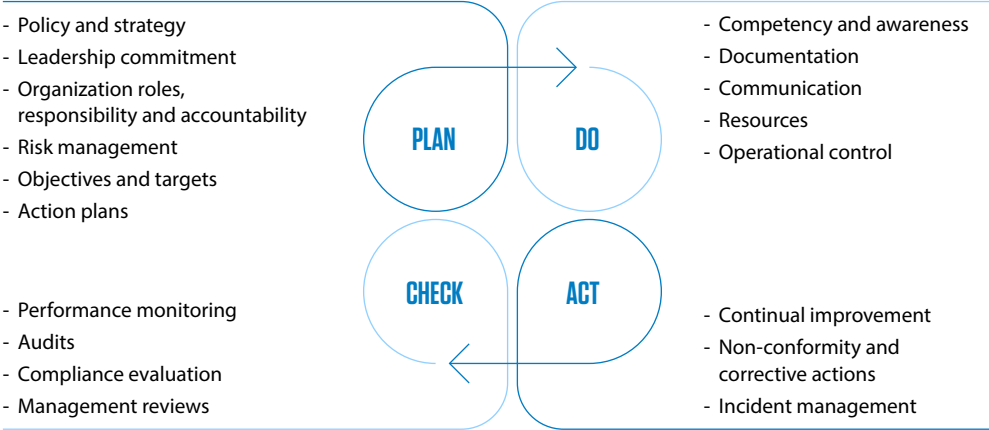 - Policy and strategy
- Leadership commitment
- Organization roles,
responsibility and accountability
- Risk management
- Objectives and targets
- Action plans
PLAN
DO
- Competency and awareness
- Documentation
- Communication
- Resources
- Operational control
- Performance monitoring
- Audits
- Compliance evaluation
- Management reviews
CHECK
ACT
- Continual improvement
- Non-conformity and
corrective actions
- Incident management